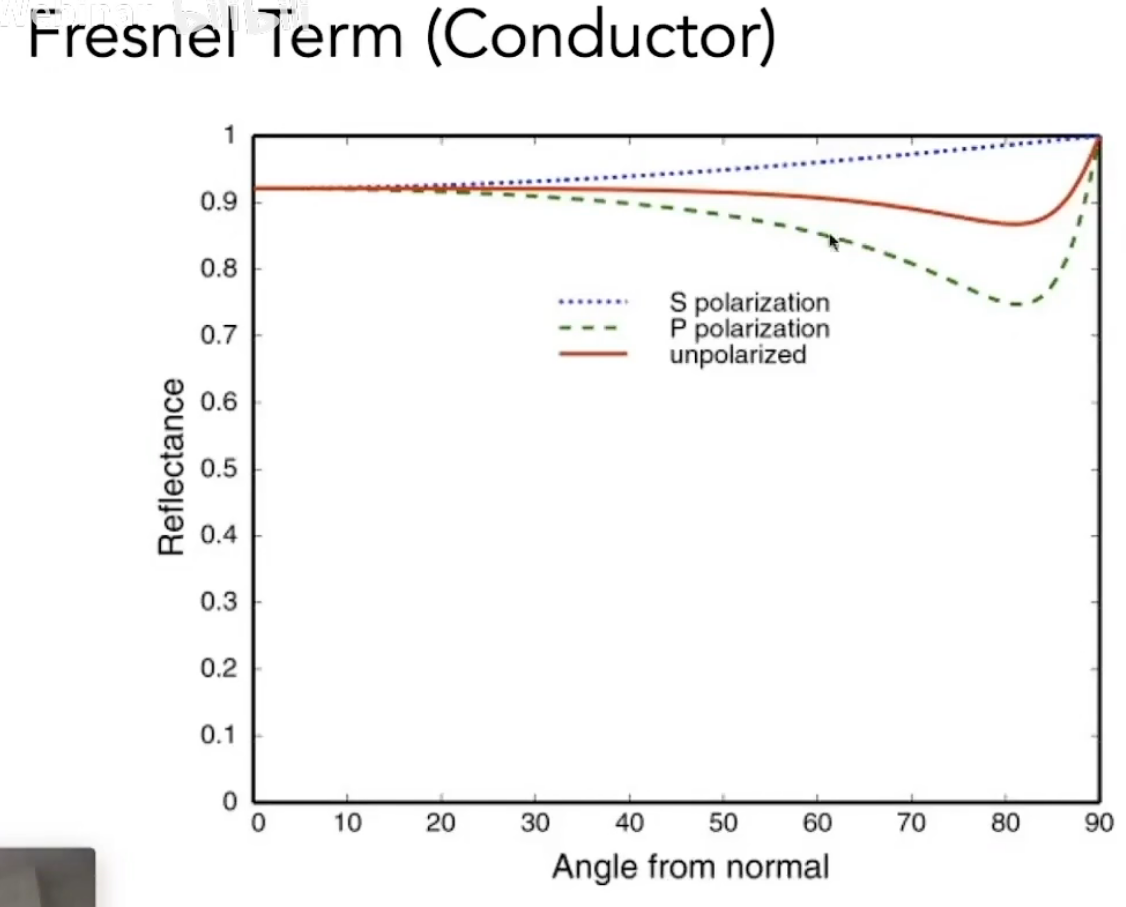 Webinar bilibili
Fresnel Term (Conductor)
1
0.9
0.8
0.7
0.6
0.5
0.4
0.3
0.2
0.1
0
Reflectance
S polarization
P polarization
unpolarized
0 10 20 30 40 50 60 70 80 90
Angle from normal